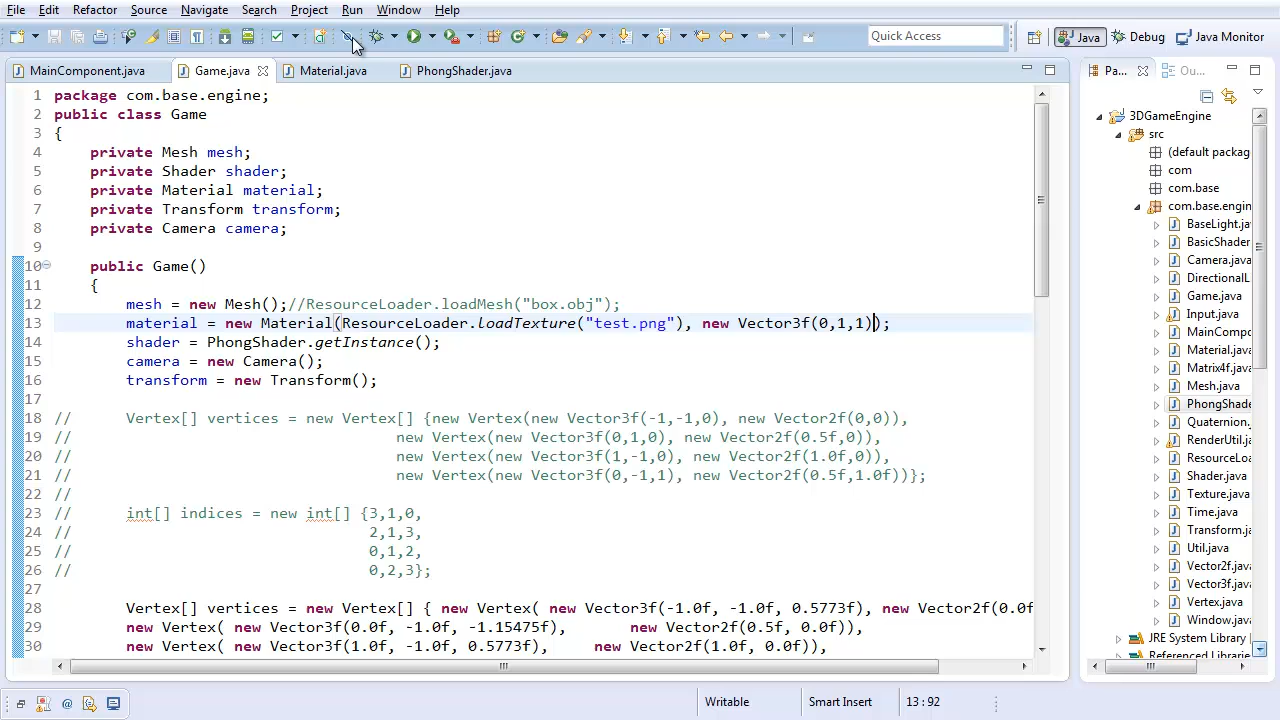 File Edit Refactor Source Navigate Search Project Run Window Help
Quick Access
Java Debug Java Monitor
MainComponent.java Game.java Material.java PhongShader.java Pa... Ou...
1 package com.base.engine;
2 public class Game
3 {
4 private Mesh mesh;
5 private Shader shader;
6 private Material material;
7 private Transform transform;
8 private Camera camera;
9
10 public Game()
11 {
12 mesh = new Mesh();//ResourceLoader.loadMesh("box.obj");
13 material = new Material(ResourceLoader.loadTexture("test.png"), new Vector3f(0,1,1));
14 shader = PhongShader.getInstance();
15 camera = new Camera();
16 transform = new Transform();
17
18 // Vertex[] vertices = new Vertex[] {new Vertex(new Vector3f(-1,-1,0), new Vector2f(0,0)),
19 // new Vertex(new Vector3f(0,1,0), new Vector2f(0.5f,0)),
20 // new Vertex(new Vector3f(1,-1,0), new Vector2f(1.0f,0)),
21 // new Vertex(new Vector3f(0,-1,1), new Vector2f(0.5f,1.0f))};
22 //
23 // int[] indices = new int[] {3,1,0,
24 // 2,1,3,
25 // 0,1,2,
26 // 0,2,3};
27
28 Vertex[] vertices = new Vertex[] { new Vertex( new Vector3f(-1.0f, -1.0f, 0.5773f), new Vector2f(0.0f
29 new Vertex( new Vector3f(0.0f, -1.0f, -1.15475f), new Vector2f(0.5f, 0.0f)),
30 new Vertex( new Vector3f(1.0f, -1.0f, 0.5773f), new Vector2f(1.0f, 0.0f)),
3DGameEngine
src
(default packag
com
com.base
com.base.engin
BaseLight.ja
BasicShader
Camera.java
DirectionalL
Game.java
Input.java
MainCompo
Material.java
Matrix4f.java
Mesh.java
PhongShade
Quaternion.
RenderUtil.ja
ResourceLoa
Shader.java
Texture.java
Time.java
Transform.ja
Util.java
Vector2f.java
Vector3f.java
Vertex.java
Window.java
JRE System Library
Referenced Libraries
Writable Smart Insert 13 : 92